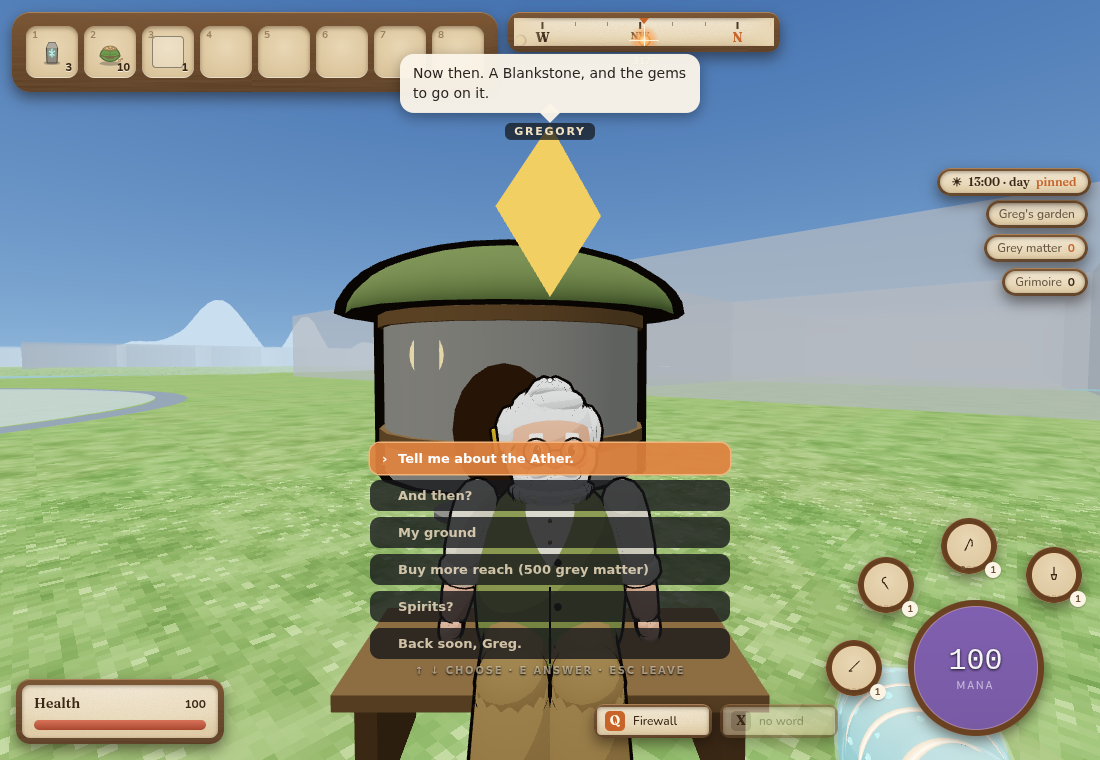 1
3
2
10
3
1
4
5
6
7
8
W
NW
N
Now then. A Blankstone, and the gems
to go on it.
GREGORY
13:00 · day pinned
Greg's garden
Grey matter 0
Grimoire 0
› Tell me about the Ather.
And then?
My ground
Buy more reach (500 grey matter)
Spirits?
Back soon, Greg.
↑ ↓ CHOOSE · E ANSWER · ESC LEAVE
1
1
1
1
100
MANA
Health 100
Q Firewall
X no word